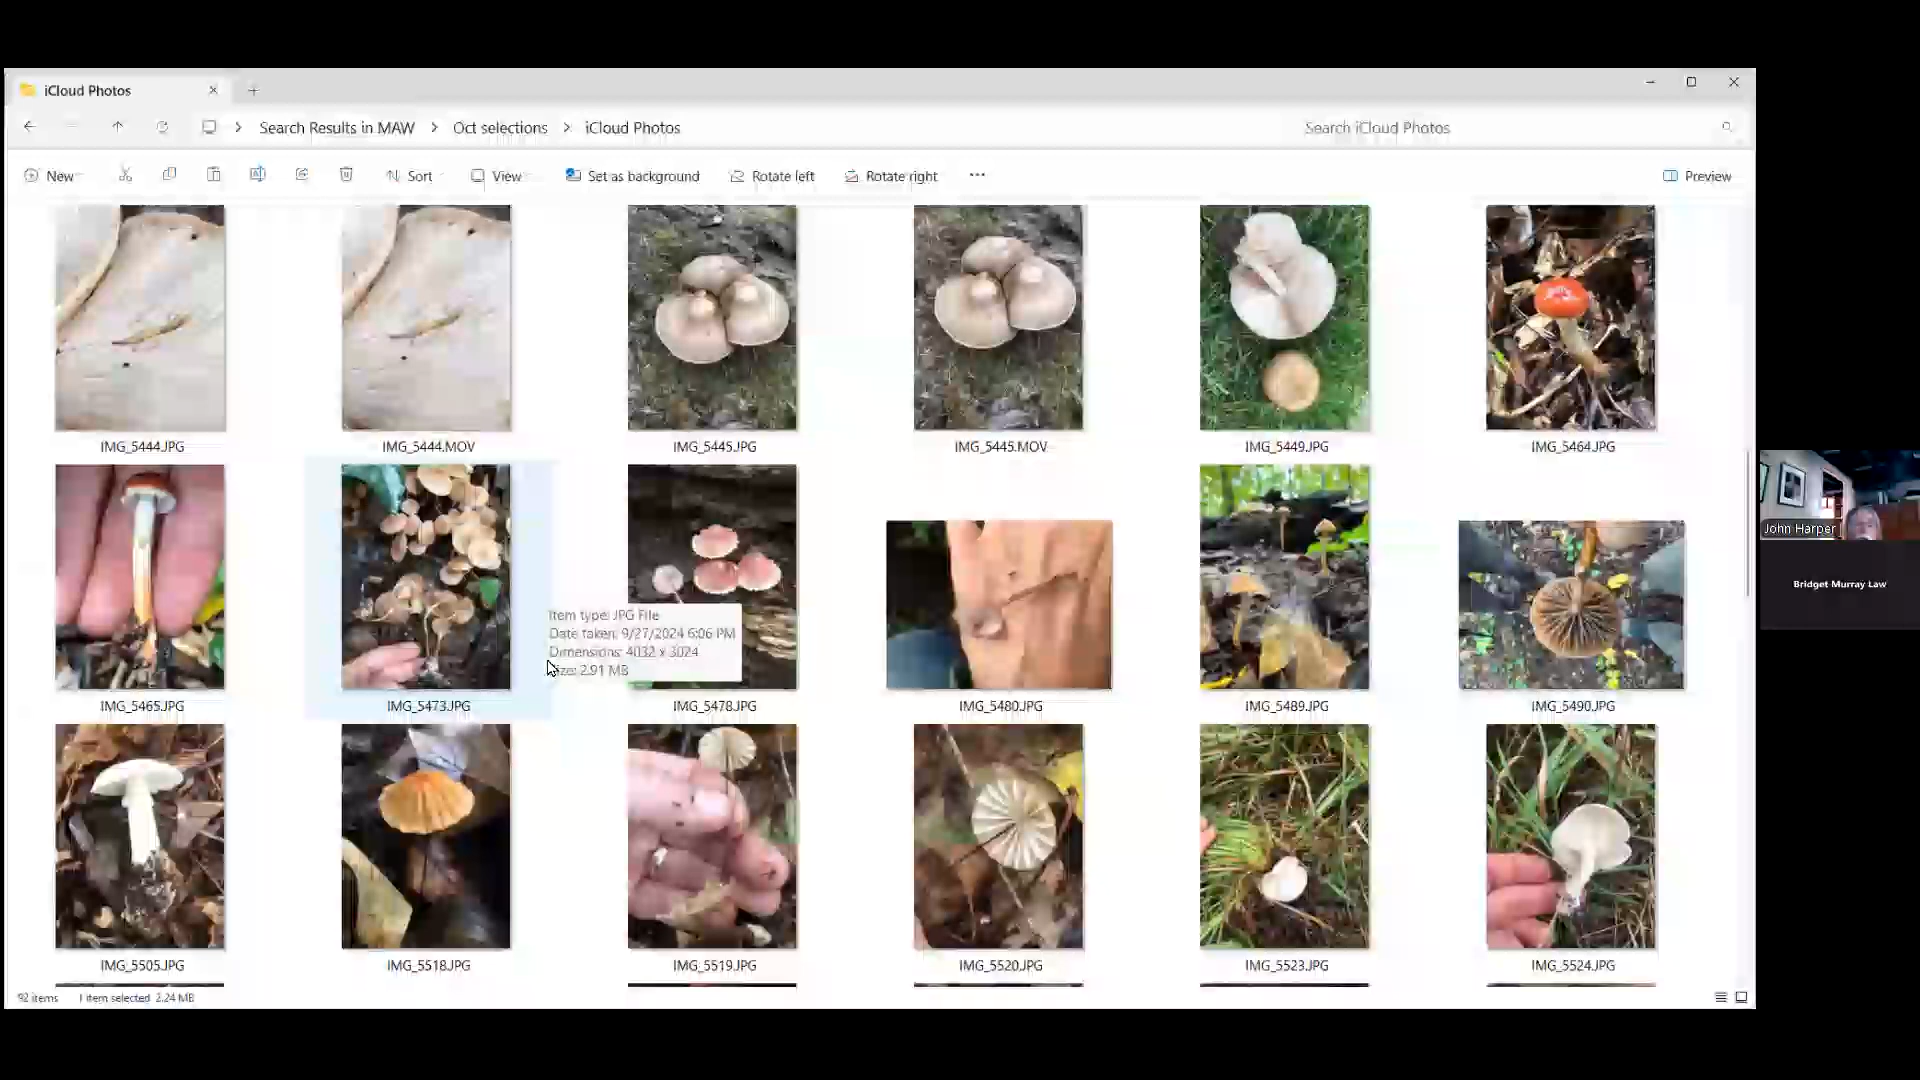 iCloud Photos
Search Results in MAW > Oct selections > iCloud Photos
Search iCloud Photos
New
Sort
View
Set as background
Rotate left
Rotate right
Preview
IMG_5444.JPG
IMG_5444.MOV
IMG_5445.JPG
IMG_5445.MOV
IMG_5449.JPG
IMG_5464.JPG
Item type: JPG File
Date taken: 9/27/2024 6:06 PM
Dimensions: 4032 x 3024
Size: 2.91 MB
IMG_5465.JPG
IMG_5473.JPG
IMG_5478.JPG
IMG_5480.JPG
IMG_5489.JPG
IMG_5490.JPG
IMG_5505.JPG
IMG_5518.JPG
IMG_5519.JPG
IMG_5520.JPG
IMG_5523.JPG
IMG_5524.JPG
92 items
1 item selected 2.24 MB
John Harper
Bridget Murray Law